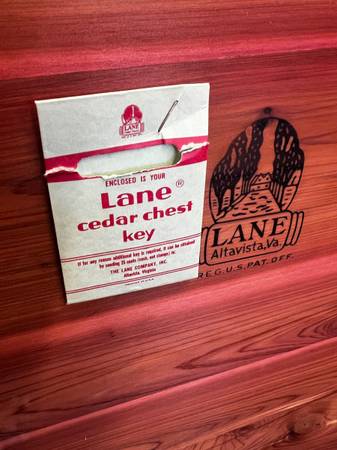 LANE
ENCLOSED IS YOUR
Lane®
cedar chest
key
If for any reason additional key is required, it can be obtained
by sending 25 cents (cash, not stamps) to:
THE LANE COMPANY, INC.
Altavista, Virginia
LANE
Altavista, Va.
REG. U.S. PAT. OFF.